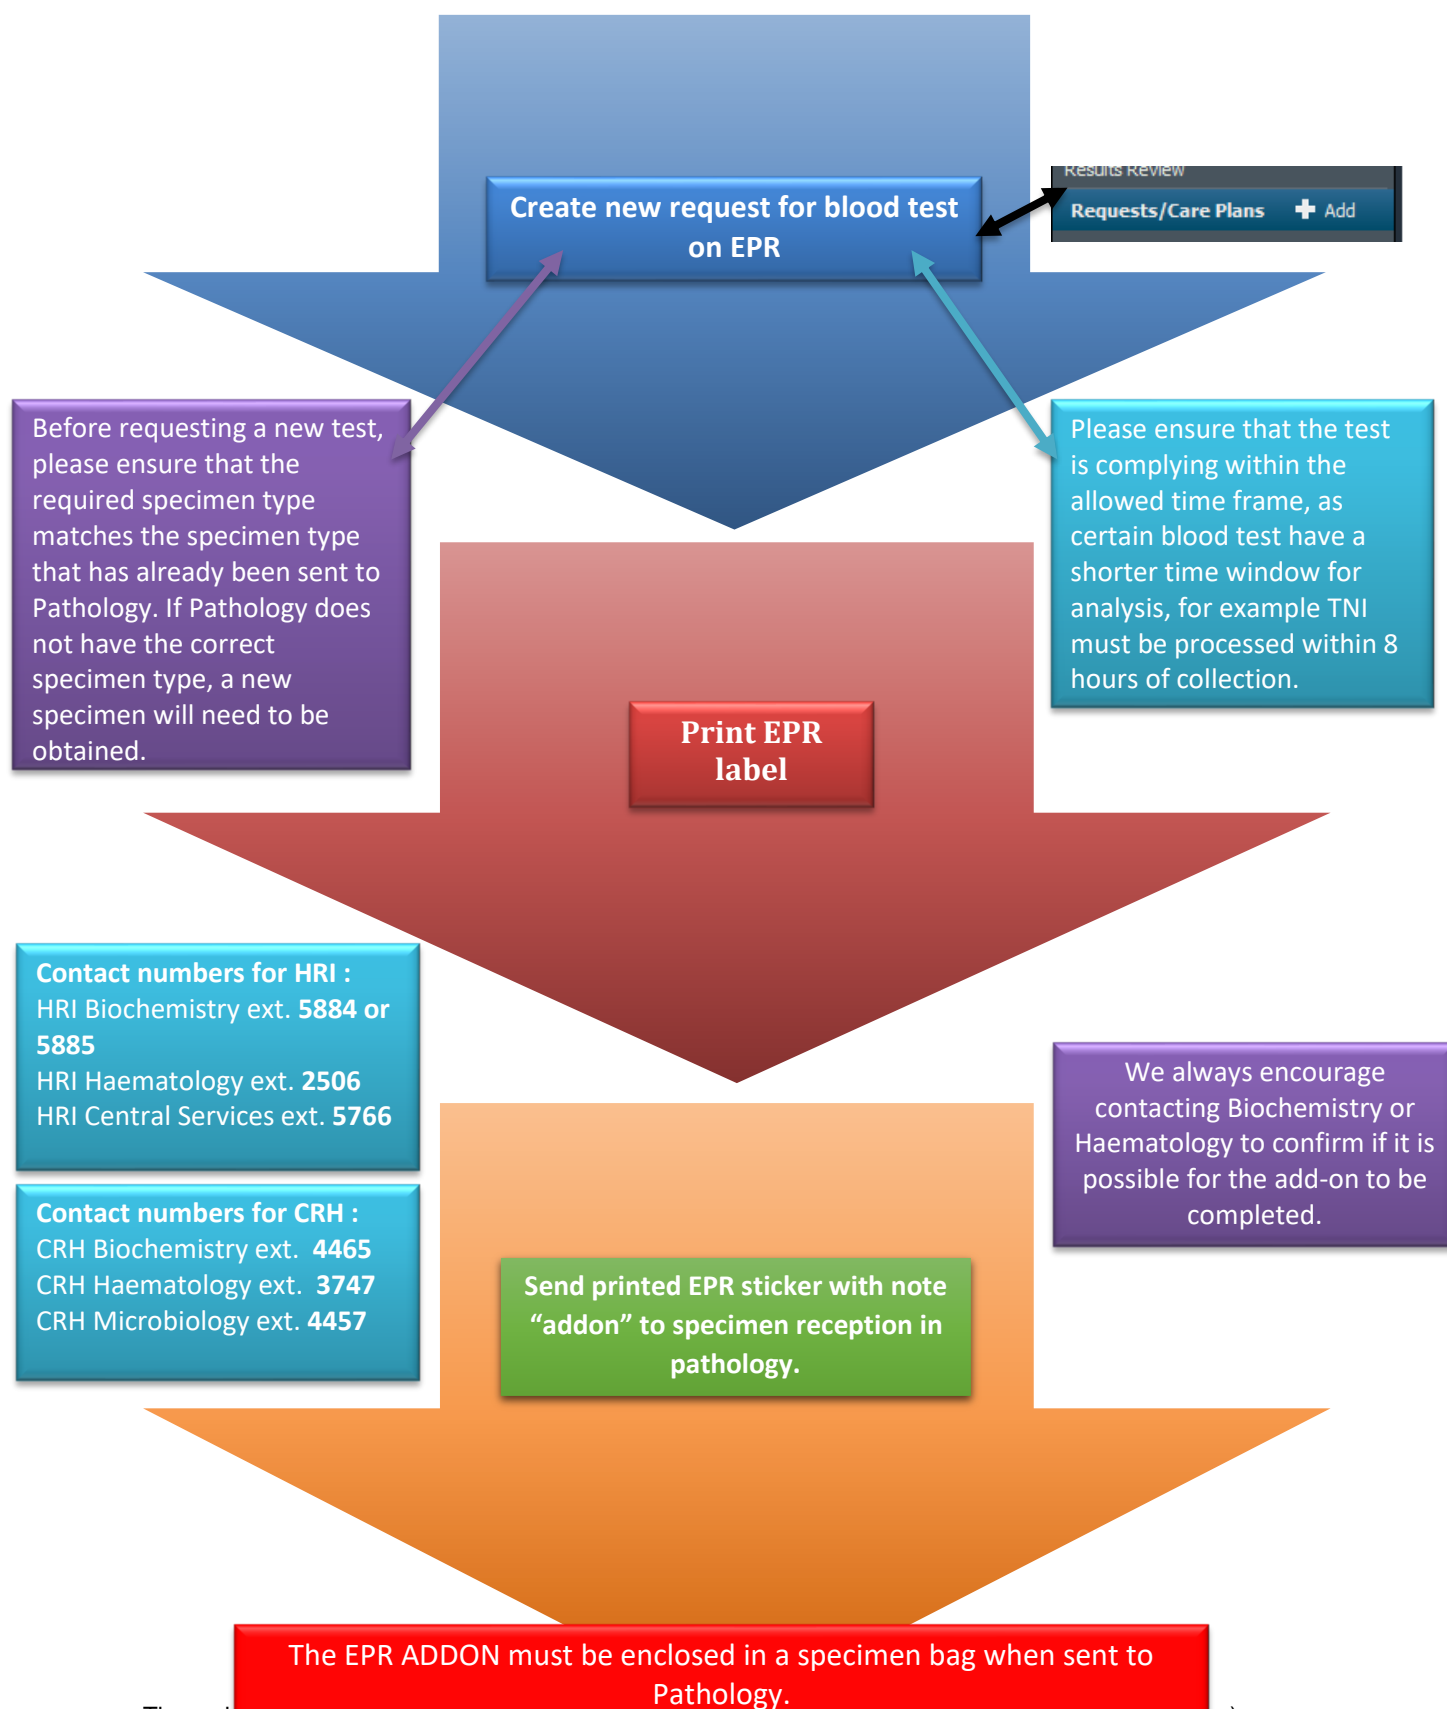 Results Review
Requests/Care Plans Add
Create new request for blood test
on EPR
Before requesting a new test,
please ensure that the
required specimen type
matches the specimen type
that has already been sent to
Pathology. If Pathology does
not have the correct
specimen type, a new
specimen will need to be
obtained.
Please ensure that the test
is complying within the
allowed time frame, as
certain blood test have a
shorter time window for
analysis, for example TNI
must be processed within 8
hours of collection.
Print EPR
label
Contact numbers for HRI :
HRI Biochemistry ext. 5884 or
5885
HRI Haematology ext. 2506
HRI Central Services ext. 5766
We always encourage
contacting Biochemistry or
Haematology to confirm if it is
possible for the add-on to be
completed.
Contact numbers for CRH :
CRH Biochemistry ext. 4465
CRH Haematology ext. 3747
CRH Microbiology ext. 4457
Send printed EPR sticker with note
“addon” to specimen reception in
pathology.
The EPR ADDON must be enclosed in a specimen bag when sent to
Pathology.